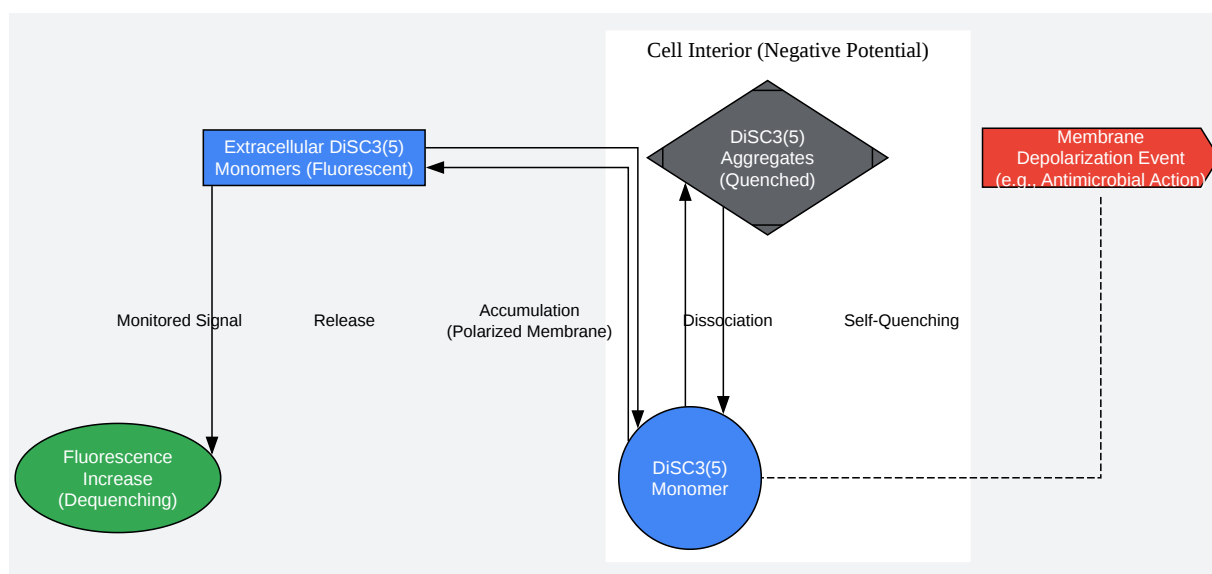 Cell Interior (Negative Potential)
Extracellular DiSC3(5)
Monomers (Fluorescent)
DiSC3(5)
Aggregates
(Quenched)
Membrane
Depolarization Event
(e.g., Antimicrobial Action)
Monitored Signal
Release
Accumulation
(Polarized Membrane)
Dissociation
Self-Quenching
Fluorescence
Increase
(Dequenching)
DiSC3(5)
Monomer